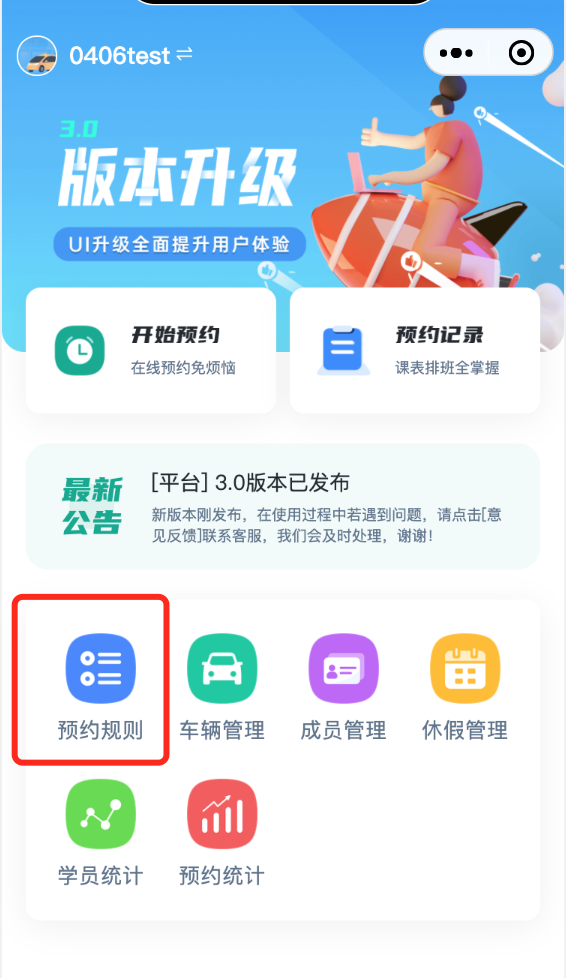 0406test
3.0
版本升级
UI升级全面提升用户体验
开始预约
在线预约免烦恼
预约记录
课表排班全掌握
最新
公告
[平台] 3.0版本已发布
新版本刚发布，在使用过程中若遇到问题，请点击[意
见反馈]联系客服，我们会及时处理，谢谢！
预约规则
车辆管理
成员管理
休假管理
学员统计
预约统计